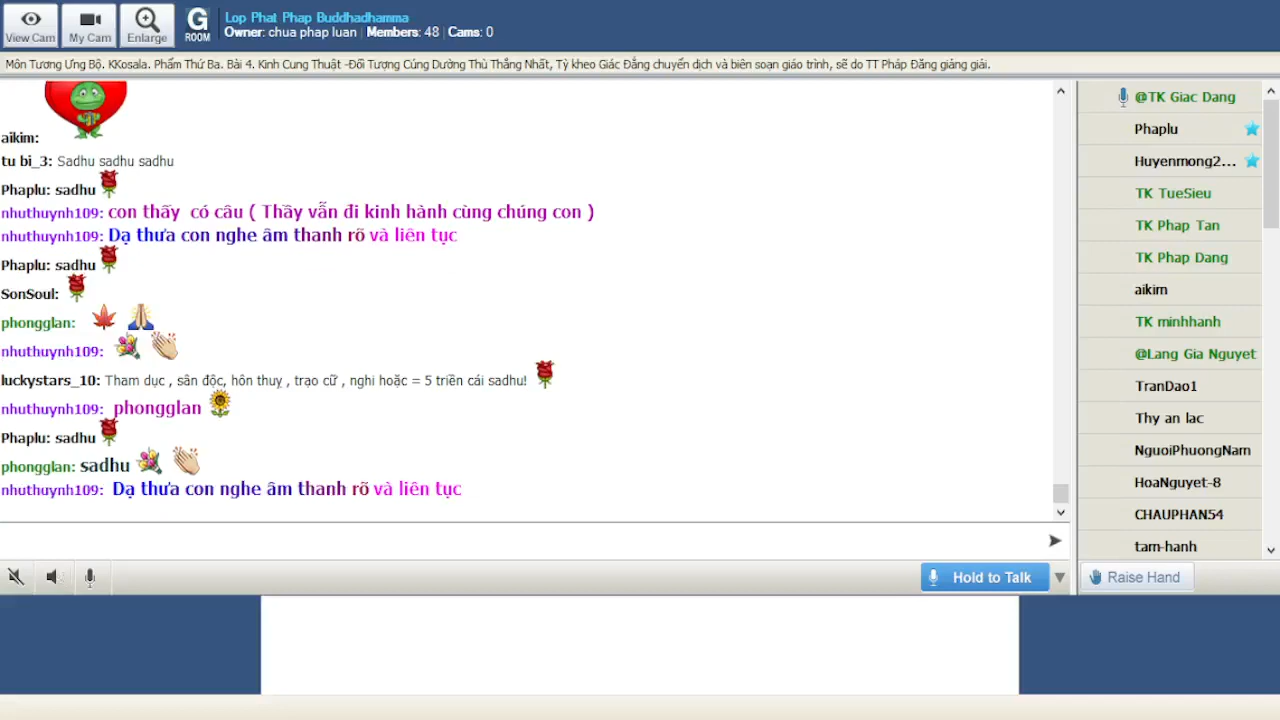 View Cam
My Cam
Enlarge
G
ROOM
Lop Phat Phap Buddhadhamma
Owner: chua phap luan | Members: 48 | Cams: 0
Môn Tương Ưng Bộ. KKosala. Phẩm Thứ Ba. Bài 4. Kinh Cung Thuật -Đối Tượng Cúng Dường Thù Thắng Nhất, Tỳ kheo Giác Đẳng chuyển dịch và biên soạn giáo trình, sẽ do TT Pháp Đăng giảng giải.
aikim:
tu bi_3: Sadhu sadhu sadhu
Phaplu: sadhu
nhuthuynh109: con thấy có câu ( Thầy vẫn đi kinh hành cùng chúng con )
nhuthuynh109: Dạ thưa con nghe âm thanh rõ và liên tục
Phaplu: sadhu
SonSoul:
phongglan:
nhuthuynh109:
luckystars_10: Tham dục , sân độc, hôn thuỵ , trạo cữ , nghi hoặc = 5 triền cái sadhu!
nhuthuynh109: phongglan
Phaplu: sadhu
phongglan: sadhu
nhuthuynh109: Dạ thưa con nghe âm thanh rõ và liên tục
@TK Giac Dang
Phaplu
Huyenmong2...
TK TueSieu
TK Phap Tan
TK Phap Dang
aikim
TK minhhanh
@Lang Gia Nguyet
TranDao1
Thy an lac
NguoiPhuongNam
HoaNguyet-8
CHAUPHAN54
tam-hanh
Hold to Talk
Raise Hand